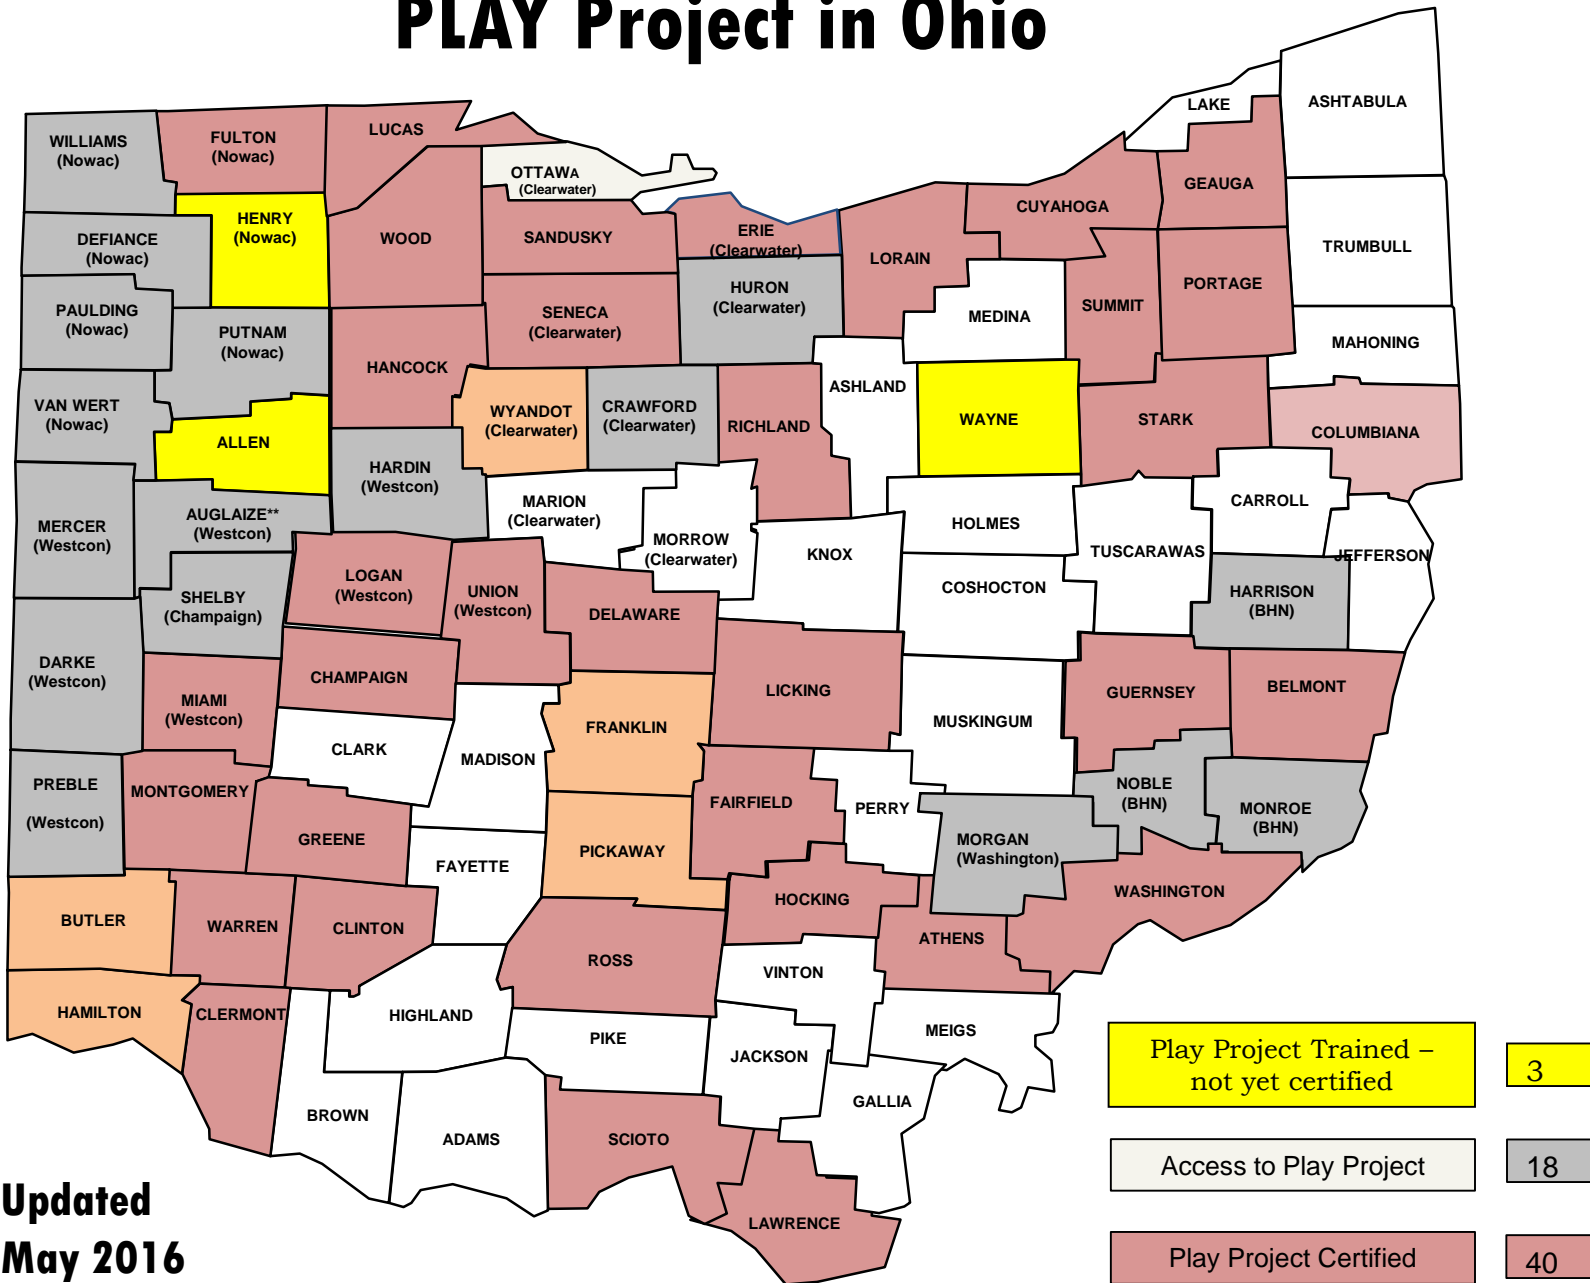 PLAY Project in Ohio
WILLIAMS
(Nowac)
FULTON
(Nowac)
LUCAS
OTTAWA
(Clearwater)
LAKE
ASHTABULA
HENRY
(Nowac)
DEFIANCE
(Nowac)
WOOD
SANDUSKY
ERIE
(Clearwater)
LORAIN
CUYAHOGA
GEAUGA
TRUMBULL
PAULDING
(Nowac)
PUTNAM
(Nowac)
HANCOCK
SENECA
(Clearwater)
HURON
(Clearwater)
MEDINA
SUMMIT
PORTAGE
MAHONING
VAN WERT
(Nowac)
ALLEN
WYANDOT
(Clearwater)
CRAWFORD
(Clearwater)
RICHLAND
ASHLAND
WAYNE
STARK
COLUMBIANA
HARDIN
(Westcon)
MERCER
(Westcon)
AUGLAIZE**
(Westcon)
MARION
(Clearwater)
MORROW
(Clearwater)
KNOX
HOLMES
TUSCARAWAS
CARROLL
JEFFERSON
LOGAN
(Westcon)
UNION
(Westcon)
DELAWARE
COSHOCTON
HARRISON
(BHN)
SHELBY
(Champaign)
DARKE
(Westcon)
MIAMI
(Westcon)
CHAMPAIGN
LICKING
MUSKINGUM
GUERNSEY
BELMONT
CLARK
MADISON
FRANKLIN
PREBLE
(Westcon)
MONTGOMERY
GREENE
FAYETTE
PICKAWAY
FAIRFIELD
PERRY
MORGAN
(Washington)
NOBLE
(BHN)
MONROE
(BHN)
BUTLER
WARREN
CLINTON
ROSS
HOCKING
ATHENS
WASHINGTON
HAMILTON
CLERMONT
HIGHLAND
PIKE
VINTON
JACKSON
MEIGS
GALLIA
BROWN
ADAMS
SCIOTO
LAWRENCE
Play Project Trained –
not yet certified
3
Access to Play Project
18
Play Project Certified
40
Updated
May 2016